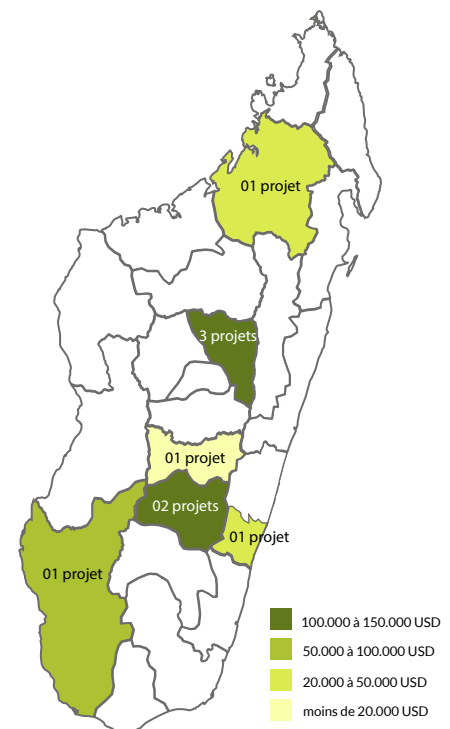 01 projet
3 projets
01 projet
02 projets
01 projet
01 projet
100.000 à 150.000 USD
50.000 à 100.000 USD
20.000 à 50.000 USD
moins de 20.000 USD